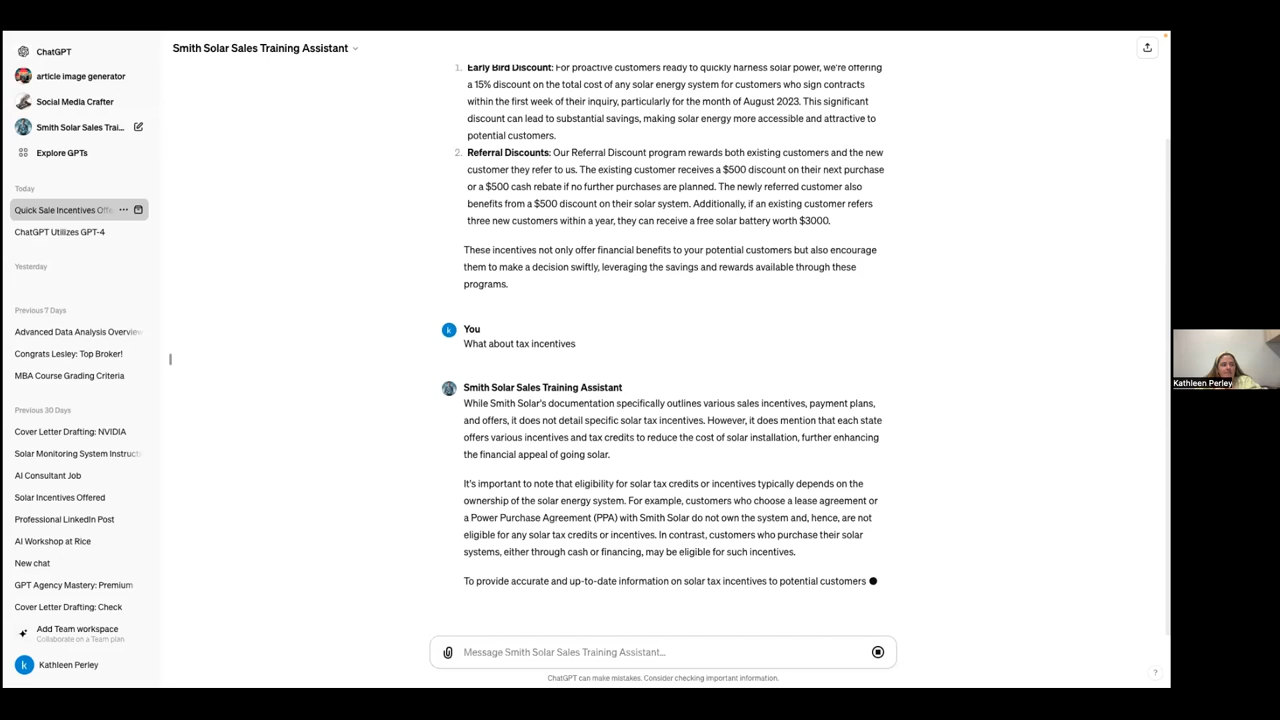 ChatGPT
article image generator
Social Media Crafter
Smith Solar Sales Trai...
Explore GPTs
Today
Quick Sale Incentives Offe
ChatGPT Utilizes GPT-4
Yesterday
Previous 7 Days
Advanced Data Analysis Overview
Congrats Lesley: Top Broker!
MBA Course Grading Criteria
Previous 30 Days
Cover Letter Drafting: NVIDIA
Solar Monitoring System Instructi
AI Consultant Job
Solar Incentives Offered
Professional LinkedIn Post
AI Workshop at Rice
New chat
GPT Agency Mastery: Premium
Cover Letter Drafting: Check
Add Team workspace
Collaborate on a Team plan
k Kathleen Perley
Smith Solar Sales Training Assistant
1. Early Bird Discount: For proactive customers ready to quickly harness solar power, we're offering
a 15% discount on the total cost of any solar energy system for customers who sign contracts
within the first week of their inquiry, particularly for the month of August 2023. This significant
discount can lead to substantial savings, making solar energy more accessible and attractive to
potential customers.
2. Referral Discounts: Our Referral Discount program rewards both existing customers and the new
customer they refer to us. The existing customer receives a $500 discount on their next purchase
or a $500 cash rebate if no further purchases are planned. The newly referred customer also
benefits from a $500 discount on their solar system. Additionally, if an existing customer refers
three new customers within a year, they can receive a free solar battery worth $3000.
These incentives not only offer financial benefits to your potential customers but also encourage
them to make a decision swiftly, leveraging the savings and rewards available through these
programs.
k You
What about tax incentives
Smith Solar Sales Training Assistant
While Smith Solar's documentation specifically outlines various sales incentives, payment plans,
and offers, it does not detail specific solar tax incentives. However, it does mention that each state
offers various incentives and tax credits to reduce the cost of solar installation, further enhancing
the financial appeal of going solar.
It's important to note that eligibility for solar tax credits or incentives typically depends on the
ownership of the solar energy system. For example, customers who choose a lease agreement or
a Power Purchase Agreement (PPA) with Smith Solar do not own the system and, hence, are not
eligible for any solar tax credits or incentives. In contrast, customers who purchase their solar
systems, either through cash or financing, may be eligible for such incentives.
To provide accurate and up-to-date information on solar tax incentives to potential customers
Message Smith Solar Sales Training Assistant...
ChatGPT can make mistakes. Consider checking important information.
?
Kathleen Perley